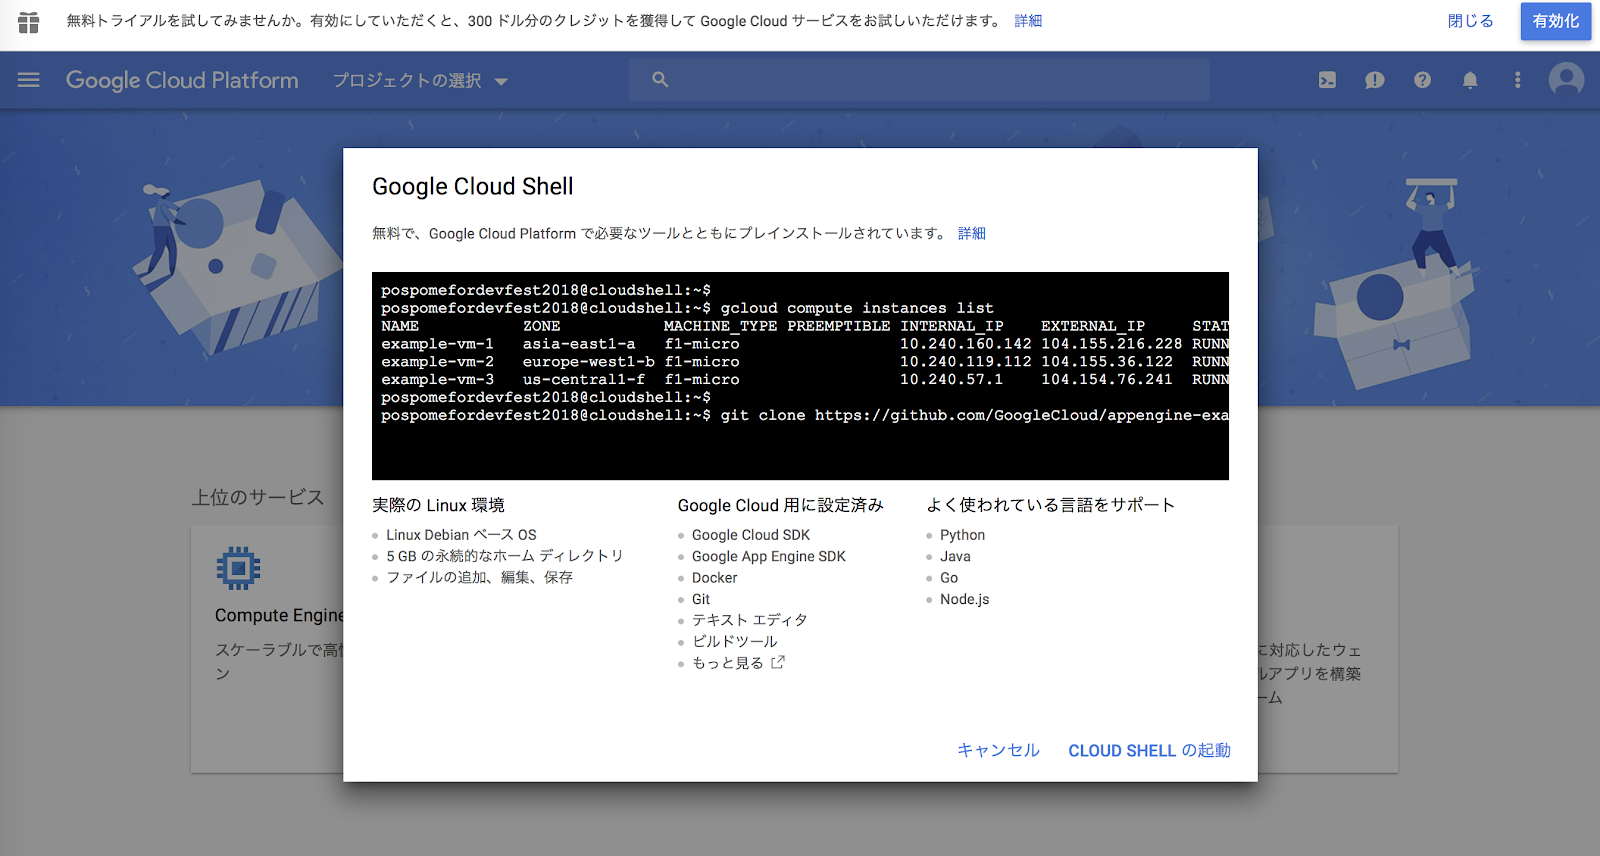 無料トライアルを試してみませんか。有効にしていただくと、300 ドル分のクレジットを獲得して Google Cloud サービスをお試しいただけます。 詳細
閉じる
有効化
Google Cloud Platform
プロジェクトの選択
Google Cloud Shell
無料で、Google Cloud Platform で必要なツールとともにプレインストールされています。 詳細
pospomefordevfest2018@cloudshell:~$
pospomefordevfest2018@cloudshell:~$ gcloud compute instances list
NAME ZONE MACHINE_TYPE PREEMPTIBLE INTERNAL_IP EXTERNAL_IP STAT
example-vm-1 asia-east1-a f1-micro 10.240.160.142 104.155.216.228 RUNN
example-vm-2 europe-west1-b f1-micro 10.240.119.112 104.155.36.122 RUNN
example-vm-3 us-central1-f f1-micro 10.240.57.1 104.154.76.241 RUNN
pospomefordevfest2018@cloudshell:~$
pospomefordevfest2018@cloudshell:~$ git clone https://github.com/GoogleCloud/appengine-exa
実際の Linux 環境
Linux Debian ベース OS
5 GB の永続的なホーム ディレクトリ
ファイルの追加、編集、保存
Google Cloud 用に設定済み
Google Cloud SDK
Google App Engine SDK
Docker
Git
テキスト エディタ
ビルドツール
もっと見る
よく使われている言語をサポート
Python
Java
Go
Node.js
キャンセル
CLOUD SHELL の起動
上位のサービス
Compute Engine
スケーラブルで高
ン
に対応したウェ
ルアプリを構築
ーム